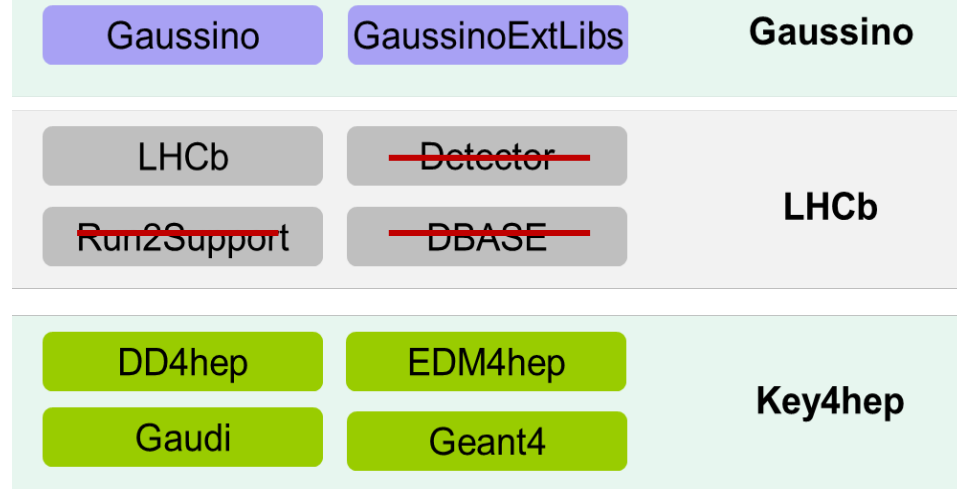 Gaussino GaussinoExtLibs Gaussino
LHCb Detector
LHCb
Run2Support DBASE
DD4hep EDM4hep
Key4hep
Gaudi Geant4